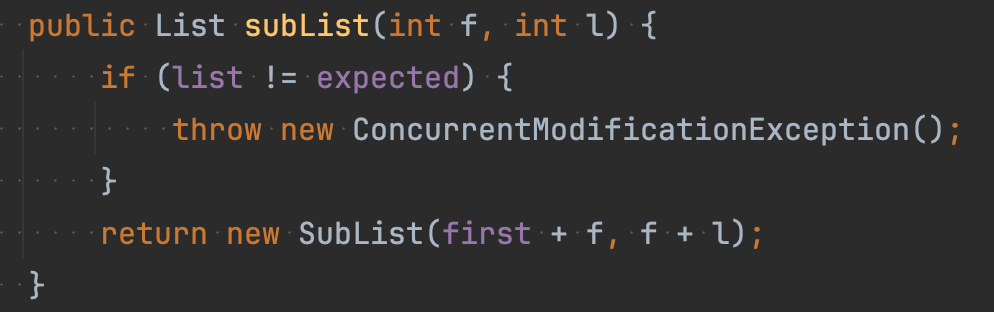 public List subList(int f, int l) {
if (list != expected) {
throw new ConcurrentModificationException();
}
return new SubList(first + f, f + l);
}